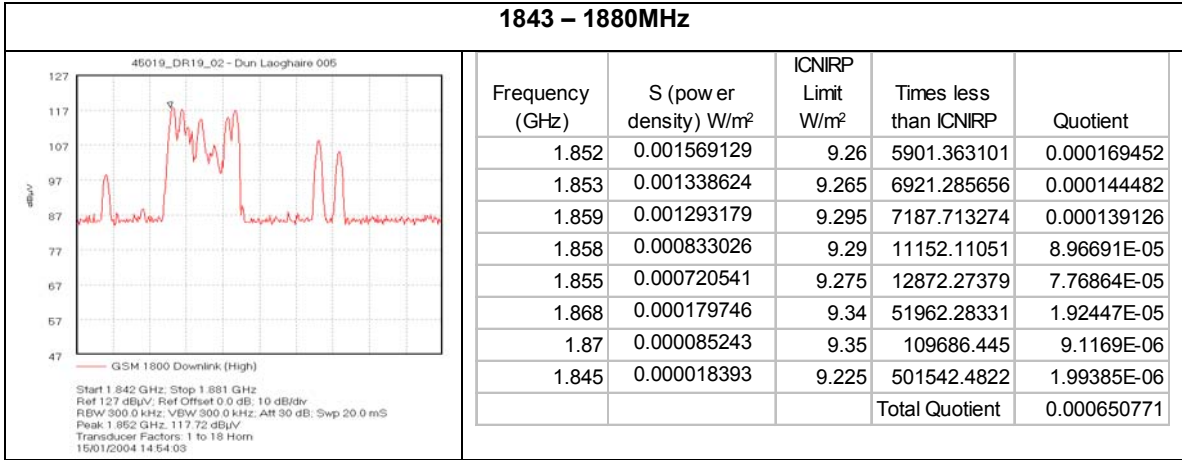 1843 – 1880MHz
45019_DR19_02 - Dun Laoghaire 005
127
117
107
97
87
77
67
57
47
dBµV
GSM 1800 Downlink (High)
Start 1.842 GHz; Stop 1.881 GHz
Ref 127 dBµV; Ref Offset 0.0 dB; 10 dB/div
RBW 300.0 kHz; VBW 300.0 kHz; Att 30 dB; Swp 20.0 mS
Peak 1.852 GHz, 117.72 dBµV
Transducer Factors: 1 to 18 Horn
15/01/2004 14:54:03
Frequency (GHz) S (power density) W/m² ICNIRP Limit W/m² Times less than ICNIRP Quotient
1.852 0.001569129 9.26 5901.363101 0.000169452
1.853 0.001338624 9.265 6921.285656 0.000144482
1.859 0.001293179 9.295 7187.713274 0.000139126
1.858 0.000833026 9.29 11152.11051 8.96691E-05
1.855 0.000720541 9.275 12872.27379 7.76864E-05
1.868 0.000179746 9.34 51962.28331 1.92447E-05
1.87 0.000085243 9.35 109686.445 9.1169E-06
1.845 0.000018393 9.225 501542.4822 1.99385E-06
Total Quotient 0.000650771